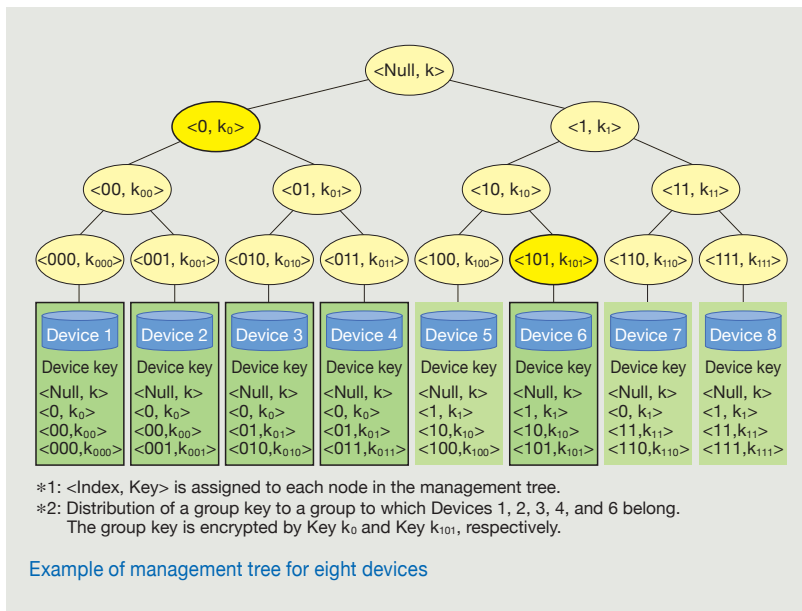 <Null, k>
<0, k₀> <1, k₁>
<00, k₀₀> <01, k₀₁> <10, k₁₀> <11, k₁₁>
<000, k₀₀₀> <001, k₀₀₁> <010, k₀₁₀> <011, k₀₁₁> <100, k₁₀₀> <101, k₁₀₁> <110, k₁₁₀> <111, k₁₁₁>
Device 1 Device 2 Device 3 Device 4 Device 5 Device 6 Device 7 Device 8
Device key Device key Device key Device key Device key Device key Device key Device key
<Null, k> <Null, k> <Null, k> <Null, k> <Null, k> <Null, k> <Null, k> <Null, k>
<0, k₀> <0, k₀> <0, k₀> <0, k₀> <1, k₁> <1, k₁> <0, k₁> <1, k₁>
<00,k₀₀> <00,k₀₀> <01,k₀₁> <01,k₀₁> <10,k₁₀> <10,k₁₀> <11,k₁₁> <11,k₁₁>
<000,k₀₀₀> <001,k₀₀₁> <010,k₀₁₀> <011,k₀₁₁> <100,k₁₀₀> <101,k₁₀₁> <110,k₁₁₀> <111,k₁₁₁>
*1: <Index, Key> is assigned to each node in the management tree.
*2: Distribution of a group key to a group to which Devices 1, 2, 3, 4, and 6 belong.
The group key is encrypted by Key k₀ and Key k₁₀₁, respectively.
Example of management tree for eight devices